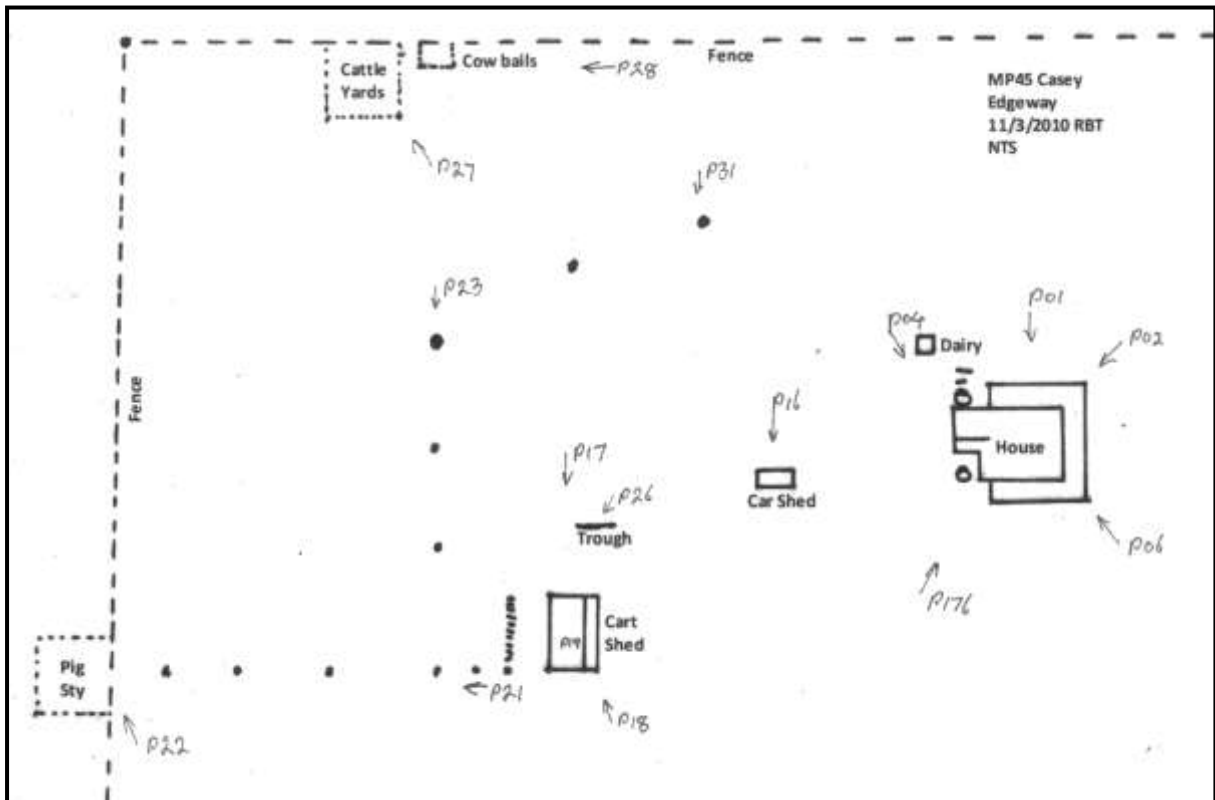 Cattle
Yards
Cow bails
P28
Fence
MP45 Casey
Edgeway
11/3/2010 RBT
NTS
P27
P31
P23
P01
P04
Dairy
P02
Fence
P16
House
P17
P26
Car Shed
Trough
P06
P176
Cart
Shed
P19
Pig
Sty
P21
P18
P22